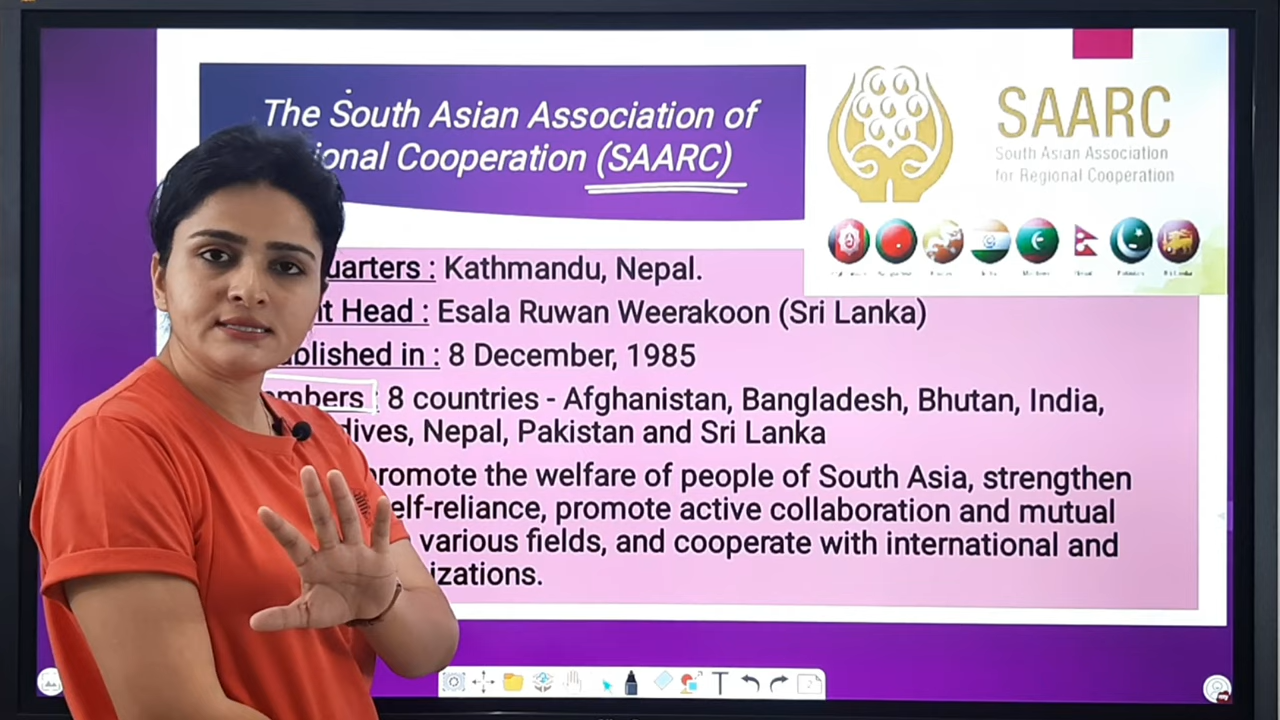 The South Asian Association of
ional Cooperation (SAARC)
SAARC
South Asian Association
for Regional Cooperation
uarters : Kathmandu, Nepal.
nt Head : Esala Ruwan Weerakoon (Sri Lanka)
blished in : 8 December, 1985
embers : 8 countries - Afghanistan, Bangladesh, Bhutan, India,
dives, Nepal, Pakistan and Sri Lanka
promote the welfare of people of South Asia, strengthen
elf-reliance, promote active collaboration and mutual
various fields, and cooperate with international and
izations.
T